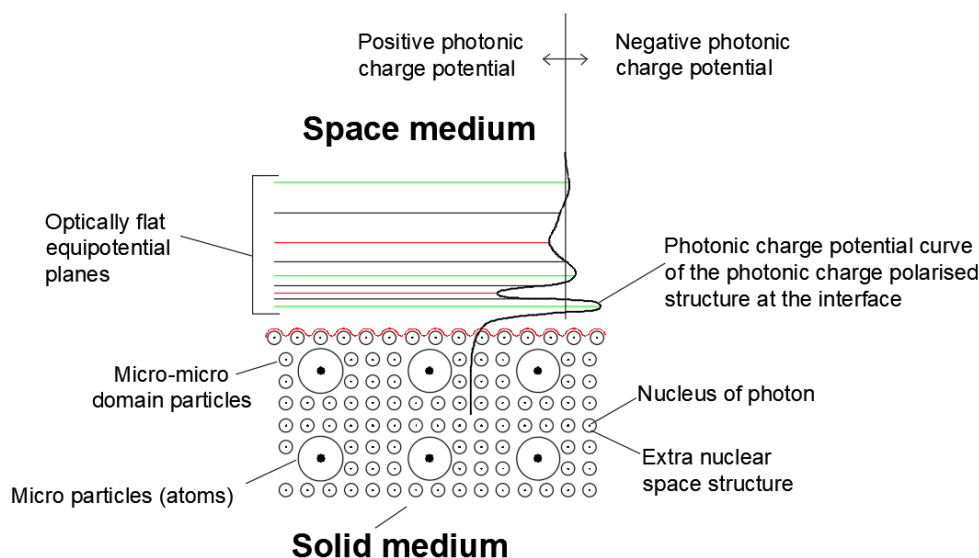 Positive photonic
charge potential
Negative photonic
charge potential
Space medium
Optically flat
equipotential
planes
Photonic charge potential curve
of the photonic charge polarised
structure at the interface
Micro-micro
domain particles
Nucleus of photon
Extra nuclear
space structure
Micro particles (atoms)
Solid medium